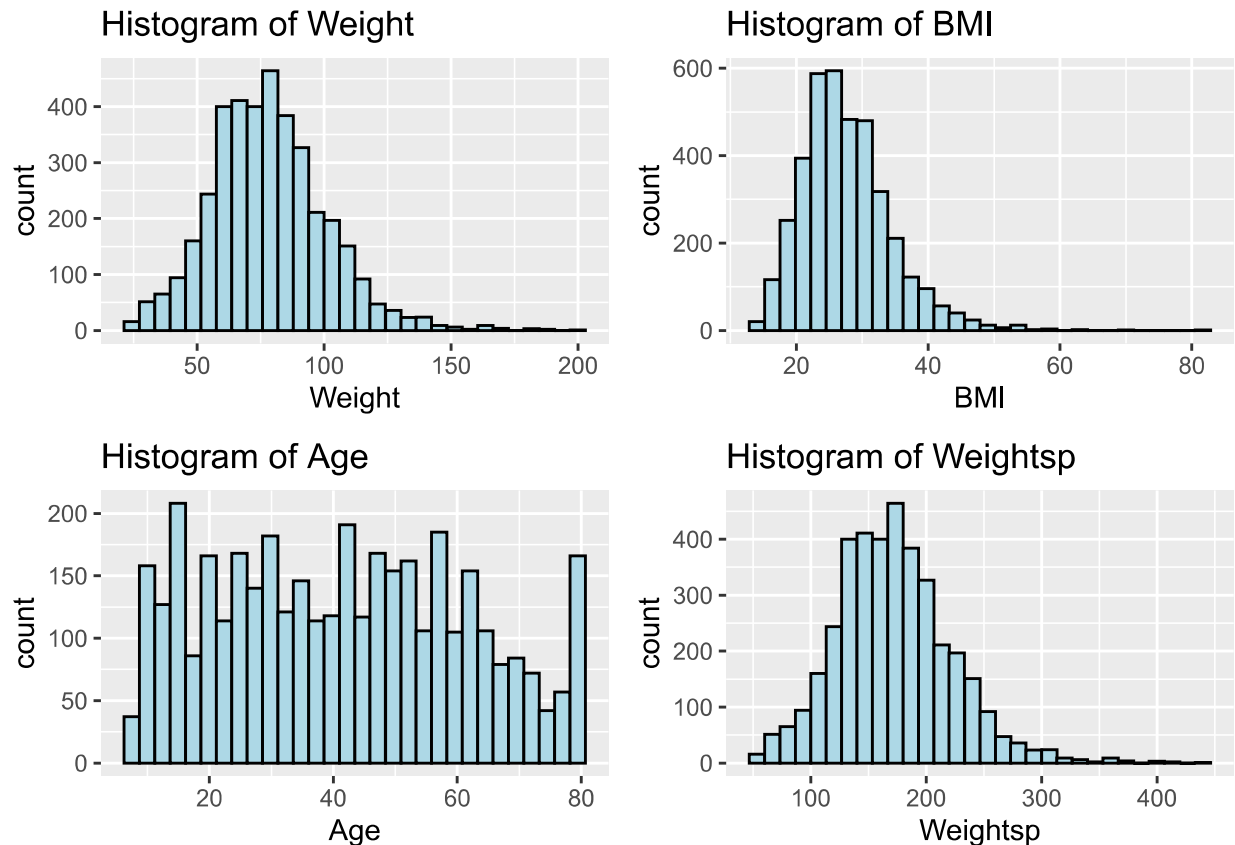 Histogram of Weight
400
300
200
100
0
count
50 100 150 200
Weight
Histogram of BMI
600
400
200
0
count
20 40 60 80
BMI
Histogram of Age
200
150
100
50
0
count
20 40 60 80
Age
Histogram of Weightsp
400
300
200
100
0
count
100 200 300 400
Weightsp